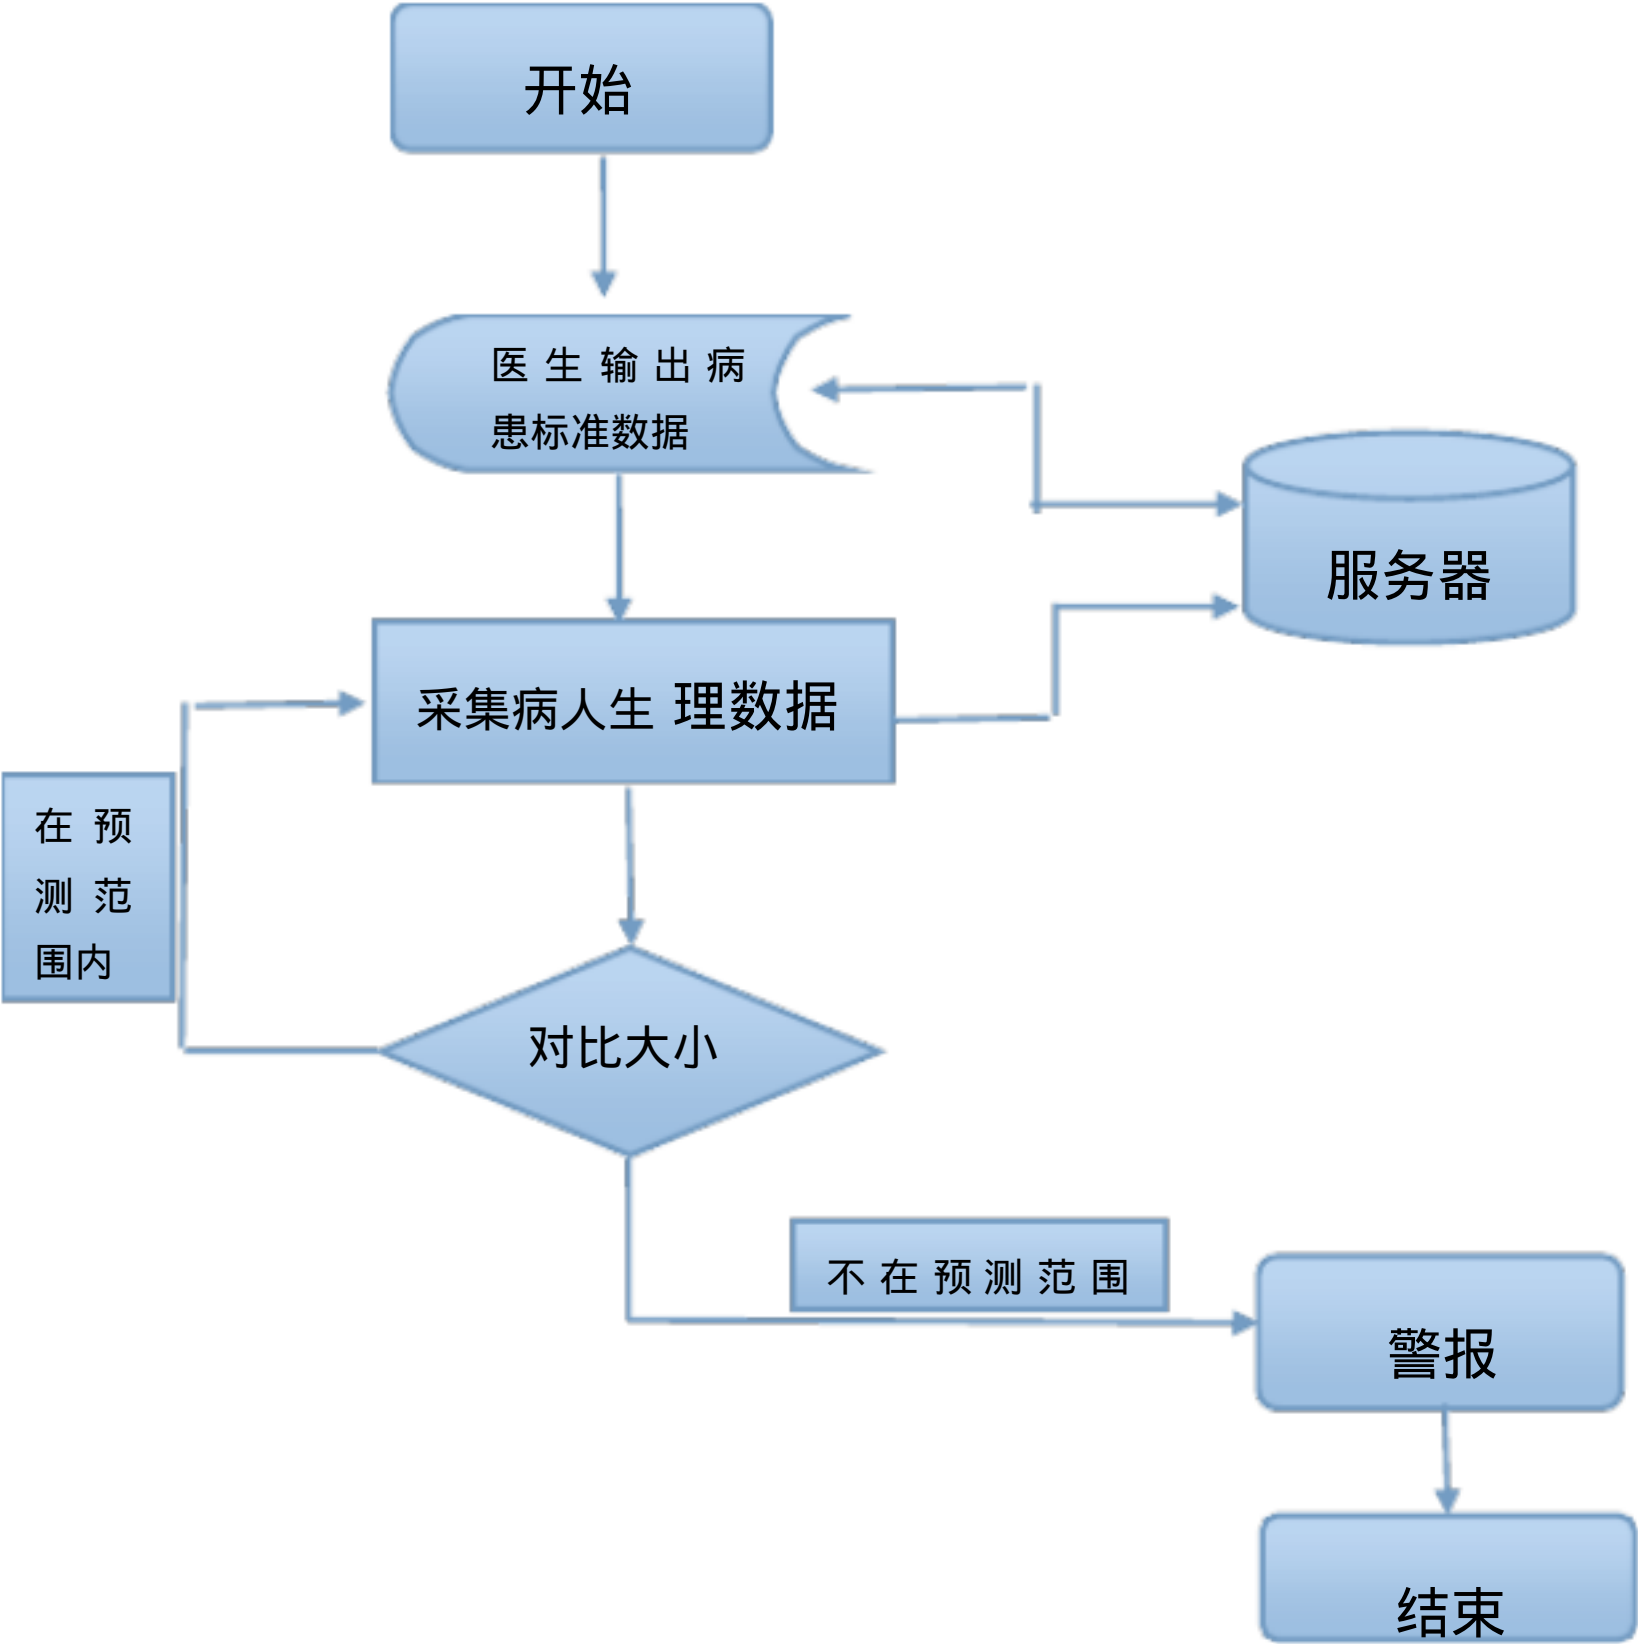 开始
医生输出病
患标准数据
服务器
采集病人生 理数据
在 预
测 范
围内
对比大小
不在预测范围
警报
结束